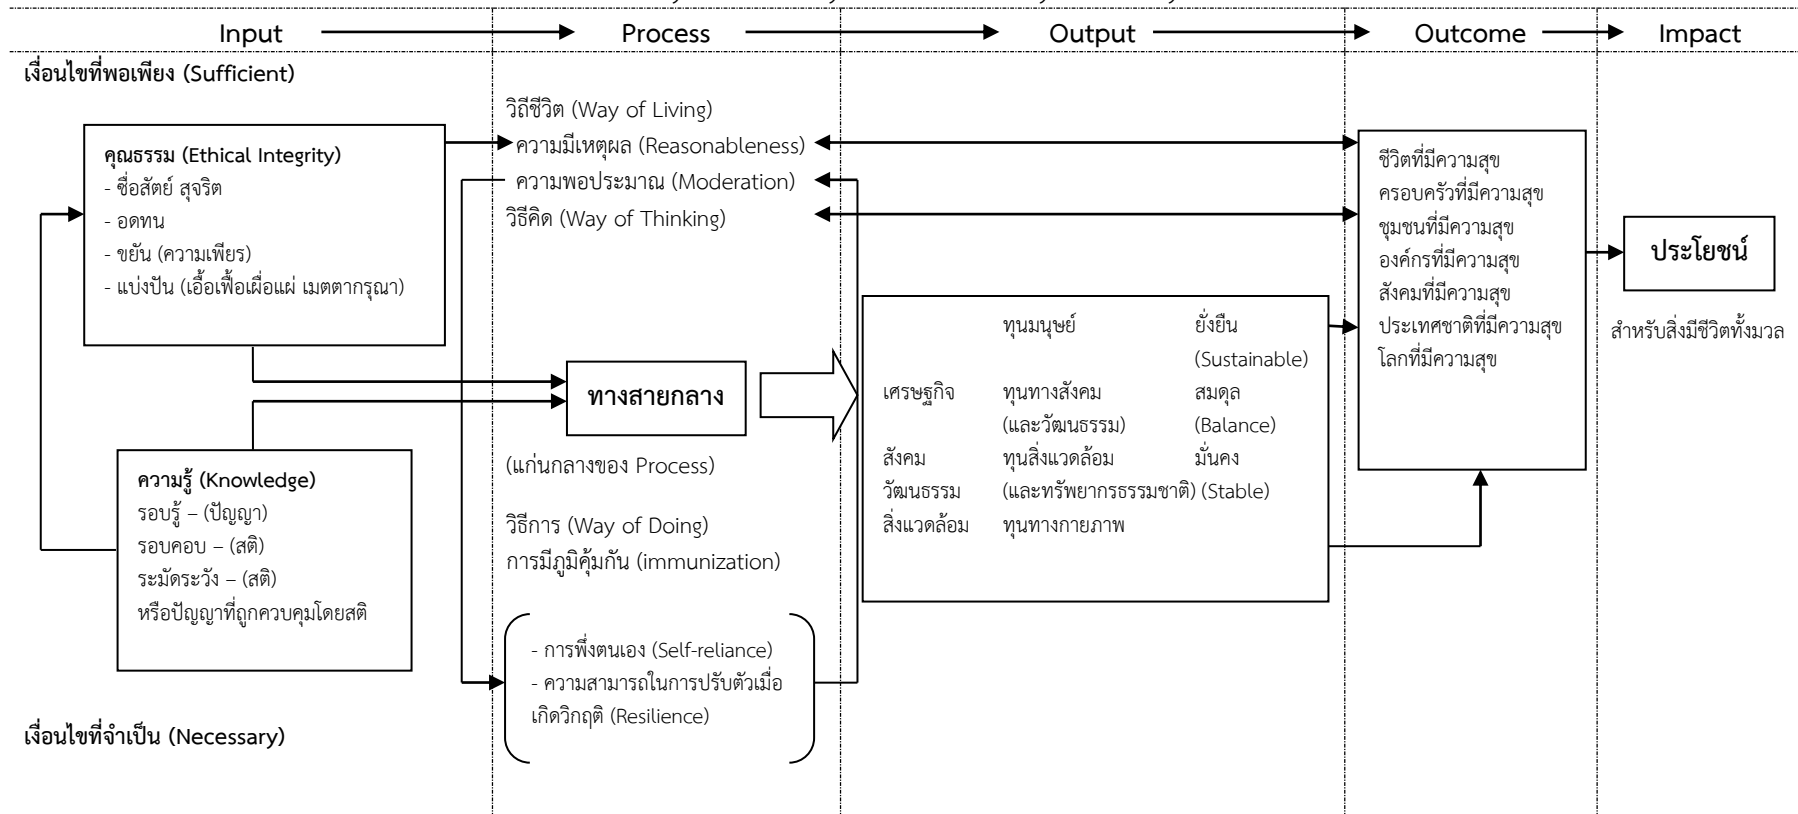 Input
Process
Output
Outcome
Impact
เงื่อนไขที่พอเพียง (Sufficient)
คุณธรรม (Ethical Integrity)
- ซื่อสัตย์ สุจริต
- อดทน
- ขยัน (ความเพียร)
- แบ่งปัน (เอื้อเฟื้อเผื่อแผ่ เมตตากรุณา)
ความรู้ (Knowledge)
รอบรู้ – (ปัญญา)
รอบคอบ – (สติ)
ระมัดระวัง – (สติ)
หรือปัญญาที่ถูกควบคุมโดยสติ
เงื่อนไขที่จำเป็น (Necessary)
วิถีชีวิต (Way of Living)
ความมีเหตุผล (Reasonableness)
ความพอประมาณ (Moderation)
วิธีคิด (Way of Thinking)
ทางสายกลาง
(แก่นกลางของ Process)
วิธีการ (Way of Doing)
การมีภูมิคุ้มกัน (immunization)
- การพึ่งตนเอง (Self-reliance)
- ความสามารถในการปรับตัวเมื่อ
เกิดวิกฤติ (Resilience)
ทุนมนุษย์ ยั่งยืน
(Sustainable)
เศรษฐกิจ ทุนทางสังคม สมดุล
(และวัฒนธรรม) (Balance)
สังคม ทุนสิ่งแวดล้อม มั่นคง
วัฒนธรรม (และทรัพยากรธรรมชาติ) (Stable)
สิ่งแวดล้อม ทุนทางกายภาพ
ชีวิตที่มีความสุข
ครอบครัวที่มีความสุข
ชุมชนที่มีความสุข
องค์กรที่มีความสุข
สังคมที่มีความสุข
ประเทศชาติที่มีความสุข
โลกที่มีความสุข
ประโยชน์
สำหรับสิ่งมีชีวิตทั้งมวล